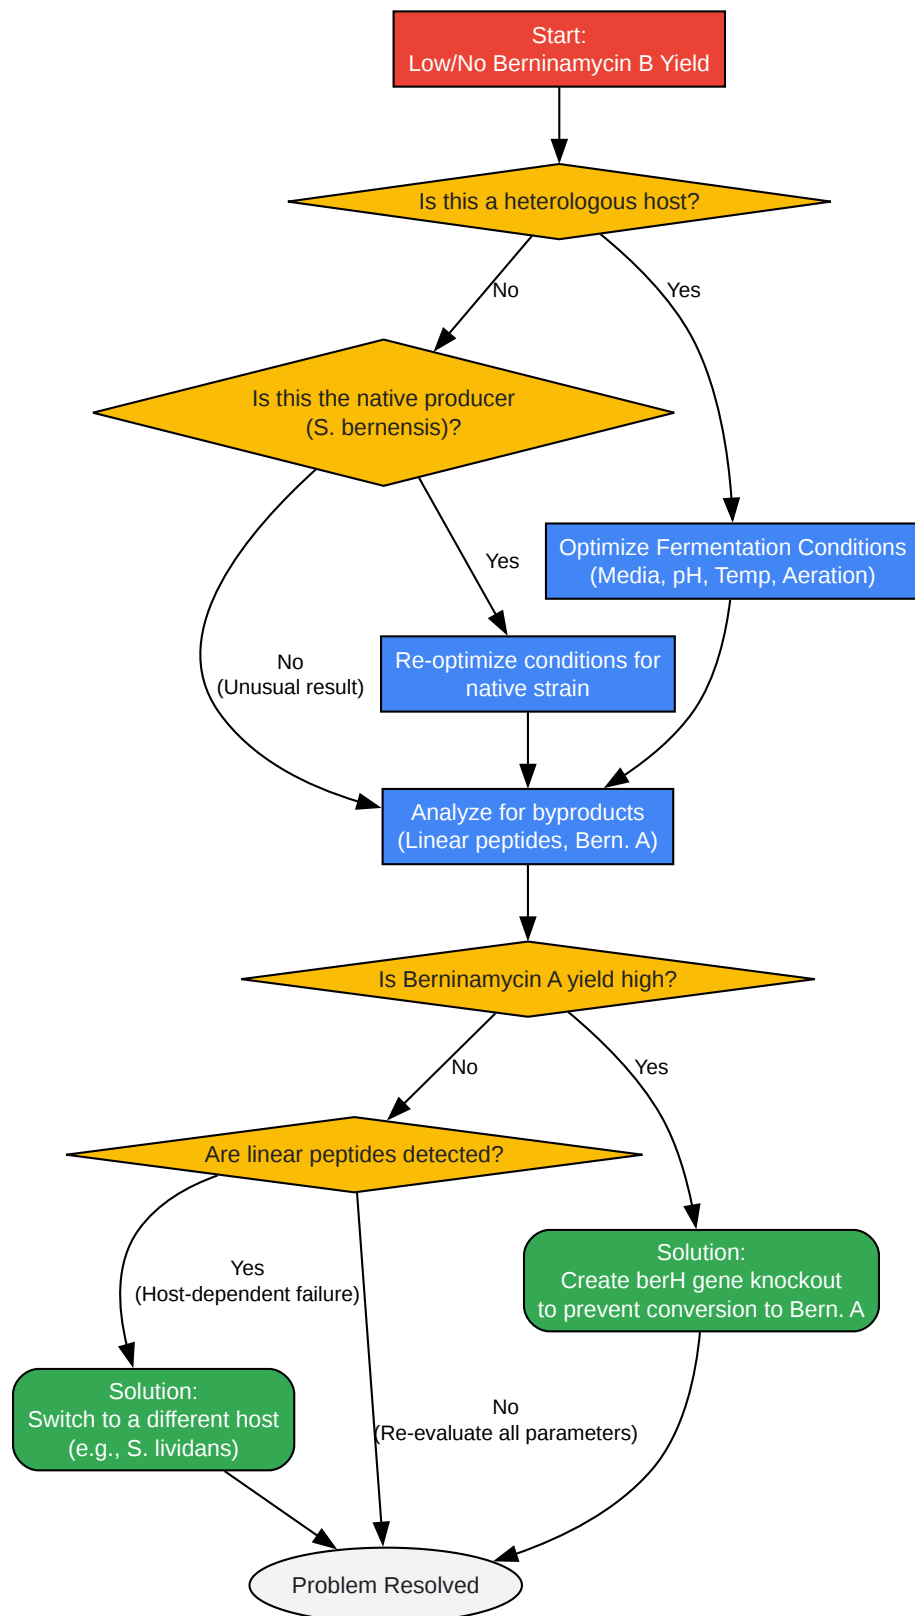 Start:
Low/No Berninamycin B Yield
Is this a heterologous host?
No
Yes
Is this the native producer
(S. bernensis)?
Optimize Fermentation Conditions
(Media, pH, Temp, Aeration)
Yes
No
(Unusual result)
Re-optimize conditions for
native strain
Analyze for byproducts
(Linear peptides, Bern. A)
Is Berninamycin A yield high?
No
Yes
Are linear peptides detected?
Yes
(Host-dependent failure)
Solution:
Create berH gene knockout
to prevent conversion to Bern. A
Solution:
Switch to a different host
(e.g., S. lividans)
No
(Re-evaluate all parameters)
Problem Resolved